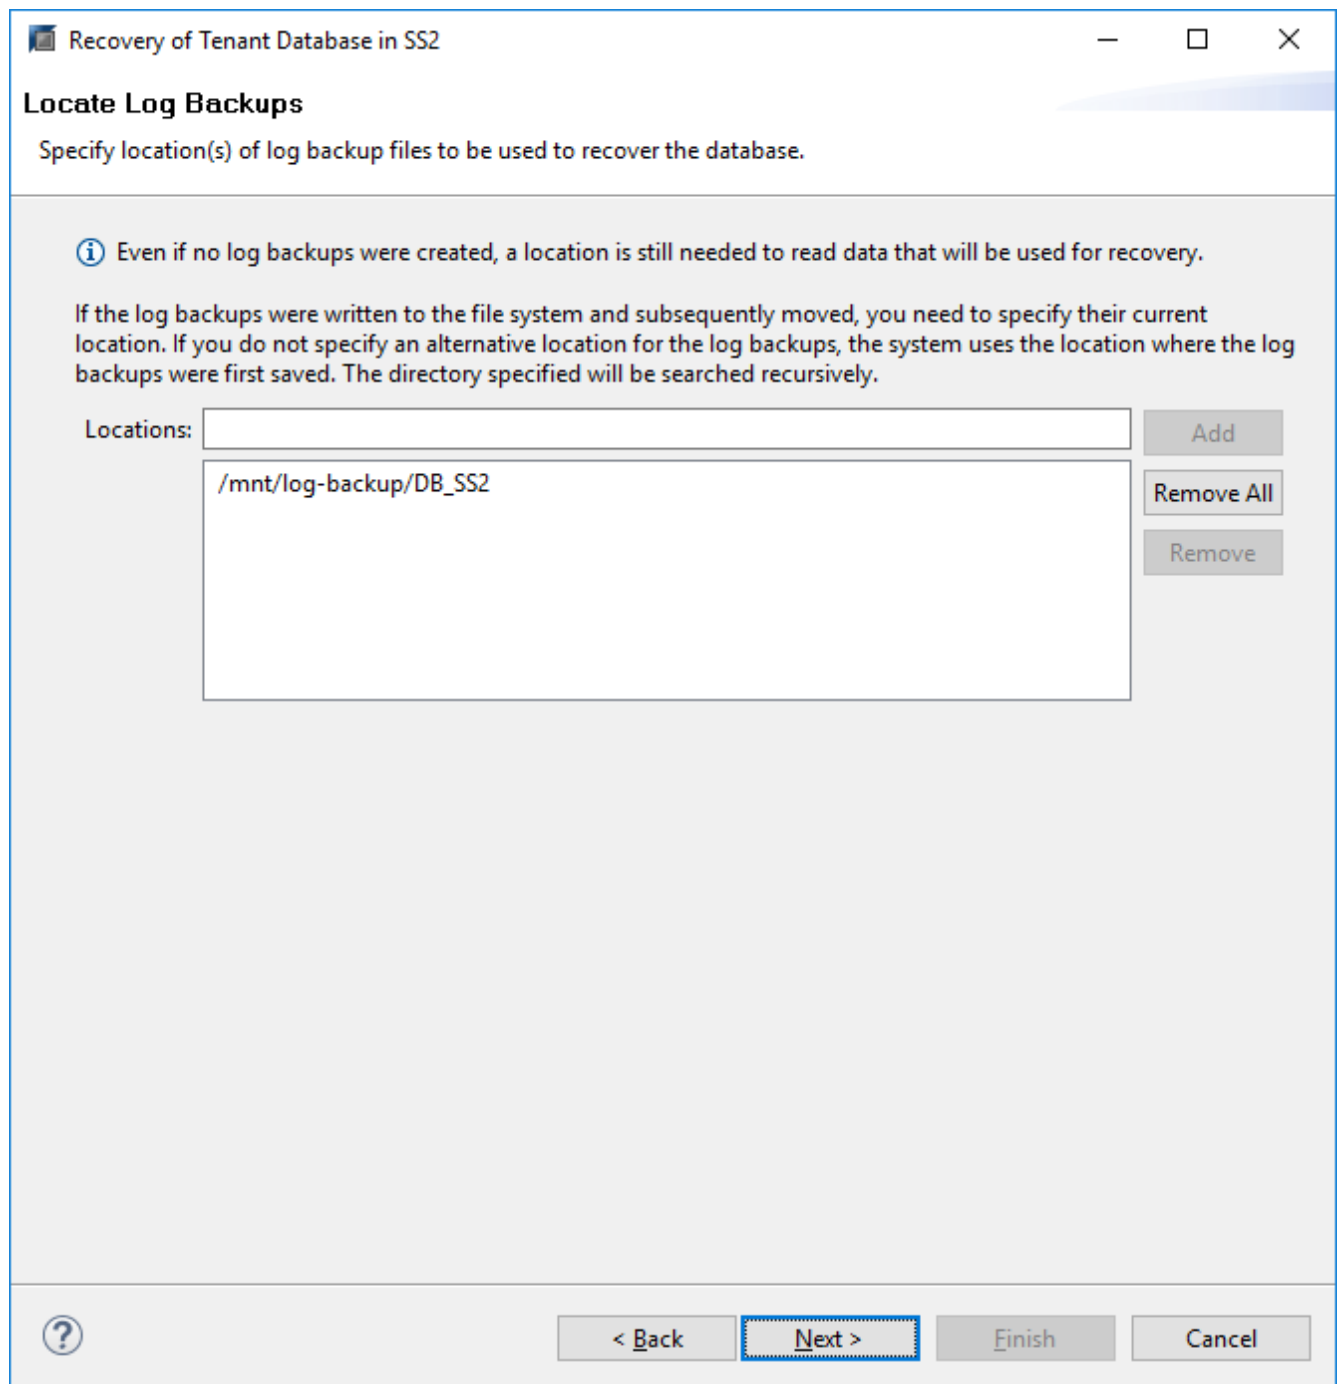 Recovery of Tenant Database in SS2
Locate Log Backups
Specify location(s) of log backup files to be used to recover the database.
Even if no log backups were created, a location is still needed to read data that will be used for recovery.
If the log backups were written to the file system and subsequently moved, you need to specify their current
location. If you do not specify an alternative location for the log backups, the system uses the location where the log
backups were first saved. The directory specified will be searched recursively.
Locations:
Add
/mnt/log-backup/DB_SS2
Remove All
Remove
< Back
Next >
Finish
Cancel